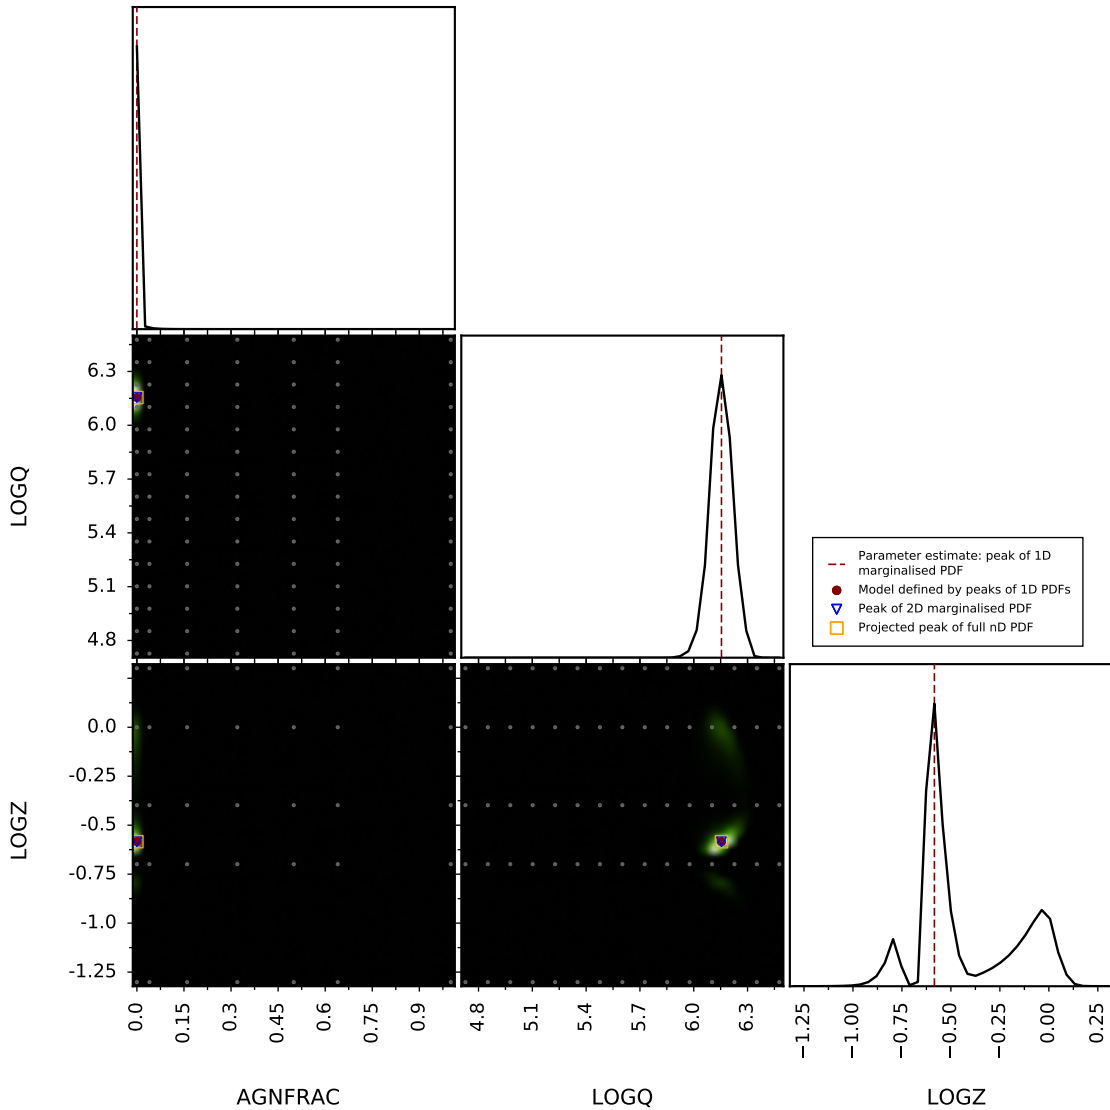 6.3
6.0
5.7
5.4
5.1
4.8
LOGQ
Parameter estimate: peak of 1D
marginalised PDF
Model defined by peaks of 1D PDFs
Peak of 2D marginalised PDF
Projected peak of full nD PDF
0.0
-0.25
-0.5
-0.75
-1.0
-1.25
LOGZ
0.0 0.15 0.3 0.45 0.6 0.75 0.9
4.8 5.1 5.4 5.7 6.0 6.3
−1.25 −1.00 −0.75 −0.50 −0.25 0.00 0.25
AGNFRAC LOGQ LOGZ